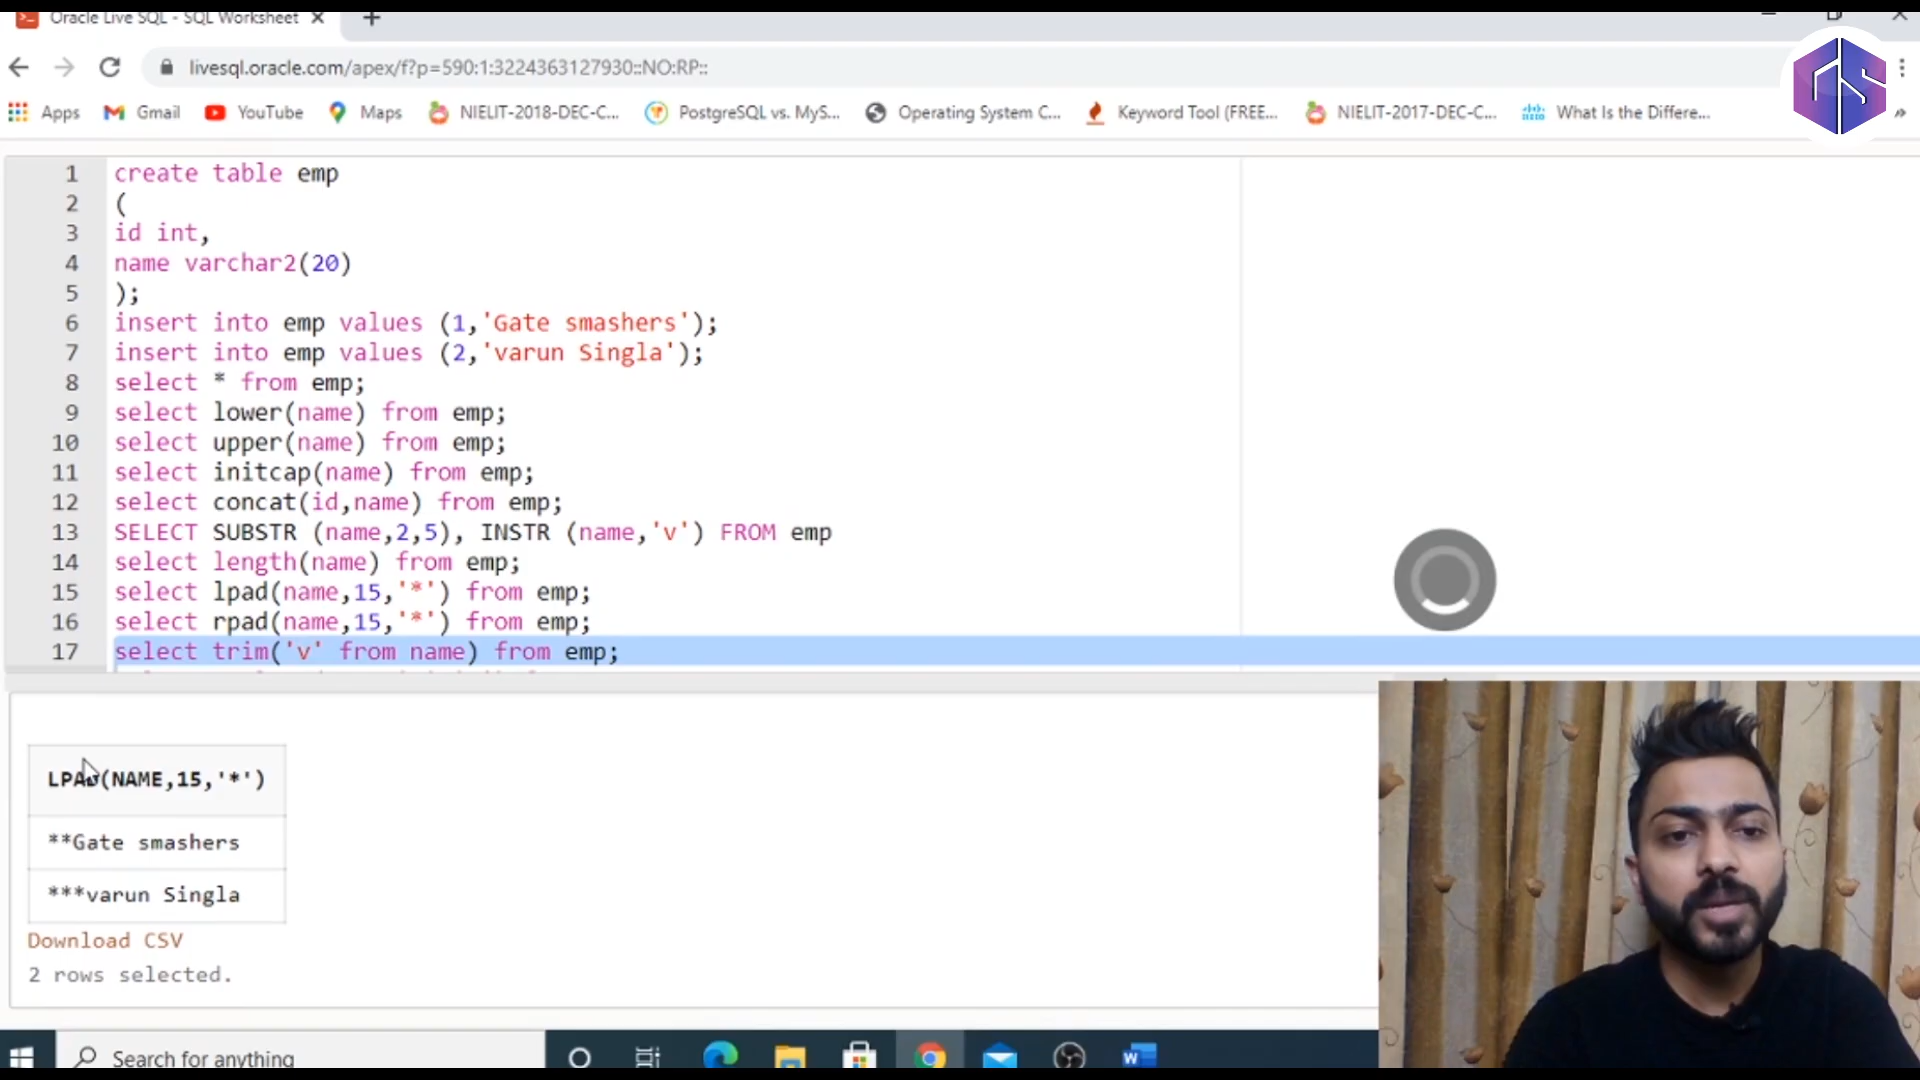 Oracle Live SQL - SQL Worksheet
livesql.oracle.com/apex/f?p=590:1:3224363127930::NO:RP::
Apps Gmail YouTube Maps NIELIT-2018-DEC-C... PostgreSQL vs. MyS... Operating System C... Keyword Tool (FREE... NIELIT-2017-DEC-C... What Is the Differe...
1 create table emp
2 (
3 id int,
4 name varchar2(20)
5 );
6 insert into emp values (1,'Gate smashers');
7 insert into emp values (2,'varun Singla');
8 select * from emp;
9 select lower(name) from emp;
10 select upper(name) from emp;
11 select initcap(name) from emp;
12 select concat(id,name) from emp;
13 SELECT SUBSTR (name,2,5), INSTR (name,'v') FROM emp
14 select length(name) from emp;
15 select lpad(name,15,'*') from emp;
16 select rpad(name,15,'*') from emp;
17 select trim('v' from name) from emp;
LPAD(NAME,15,'*')
**Gate smashers
***varun Singla
Download CSV
2 rows selected.
Search for anything